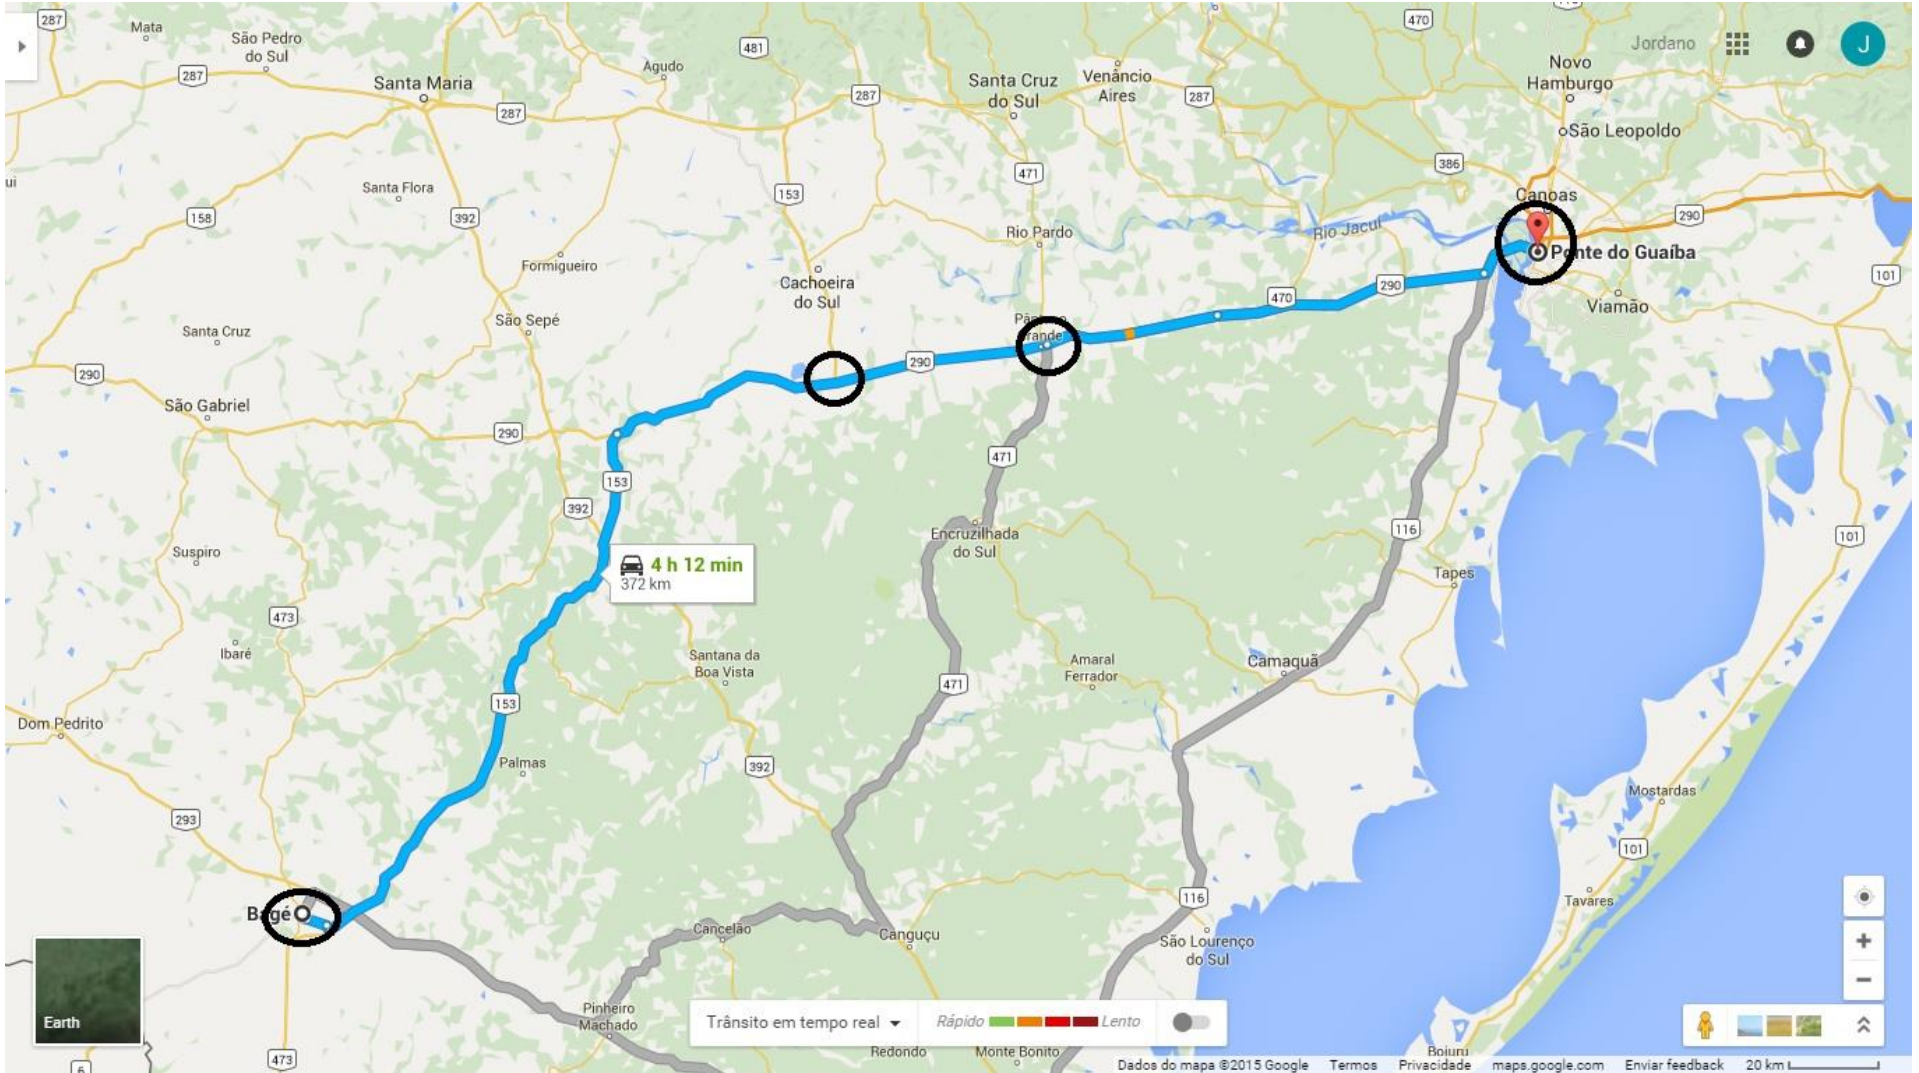 287
Mata
São Pedro
do Sul
287
Santa Maria
287
481
Agudo
287
Santa Cruz
do Sul
Venâncio
Aires
287
470
Jordano
J
Novo
Hamburgo
São Leopoldo
386
471
153
ui
Santa Flora
158
392
Canoas
290
Rio Pardo
Rio Jacuí
Ponte do Guaíba
Formigueiro
Cachoeira
do Sul
101
290
470
Viamão
São Sepé
Santa Cruz
290
290
São Gabriel
290
471
153
392
Encruzilhada
do Sul
116
101
Suspiro
4 h 12 min
372 km
Tapes
473
Ibaré
Santana da
Boa Vista
Amaral
Ferrador
Camaquã
471
153
Dom Pedrito
Palmas
392
Mostardas
293
101
116
Tavares
Bagé
Cancelão
Canguçu
São Lourenço
do Sul
Pinheiro
Machado
Earth
Trânsito em tempo real
Rápido
Lento
473
Redondo
Monte Bonito
Bojuru
Dados do mapa ©2015 Google Termos Privacidade maps.google.com Enviar feedback 20 km